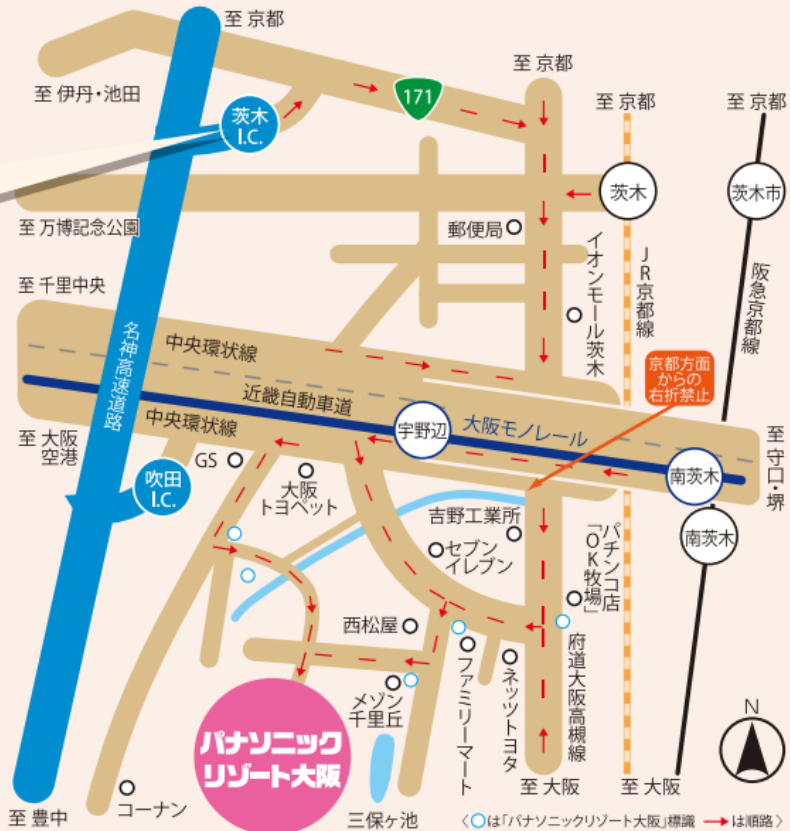 至 京都
至 伊丹・池田
171
茨木
I.C.
至 京都
至 京都
至 京都
茨木
茨木市
至 万博記念公園
郵便局
イオンモール茨木
JR京都線
阪急京都線
至 千里中央
名神高速道路
中央環状線
京都方面
からの
右折禁止
近畿自動車道
中央環状線
宇野辺
大阪モノレール
至 大阪
空港
GS
大阪
トヨペット
吹田
I.C.
南茨木
至 守口・堺
南茨木
吉野工業所
セブン
イレブン
パチンコ店
「OK牧場」
西松屋
ファミリーマート
ネッツトヨタ
府道大阪高槻線
メゾン
千里丘
パナソニック
リゾート大阪
N
コーナン
至 豊中
三保ヶ池
至 大阪
至 大阪
〈○は「パナソニックリゾート大阪」標識 →は順路〉